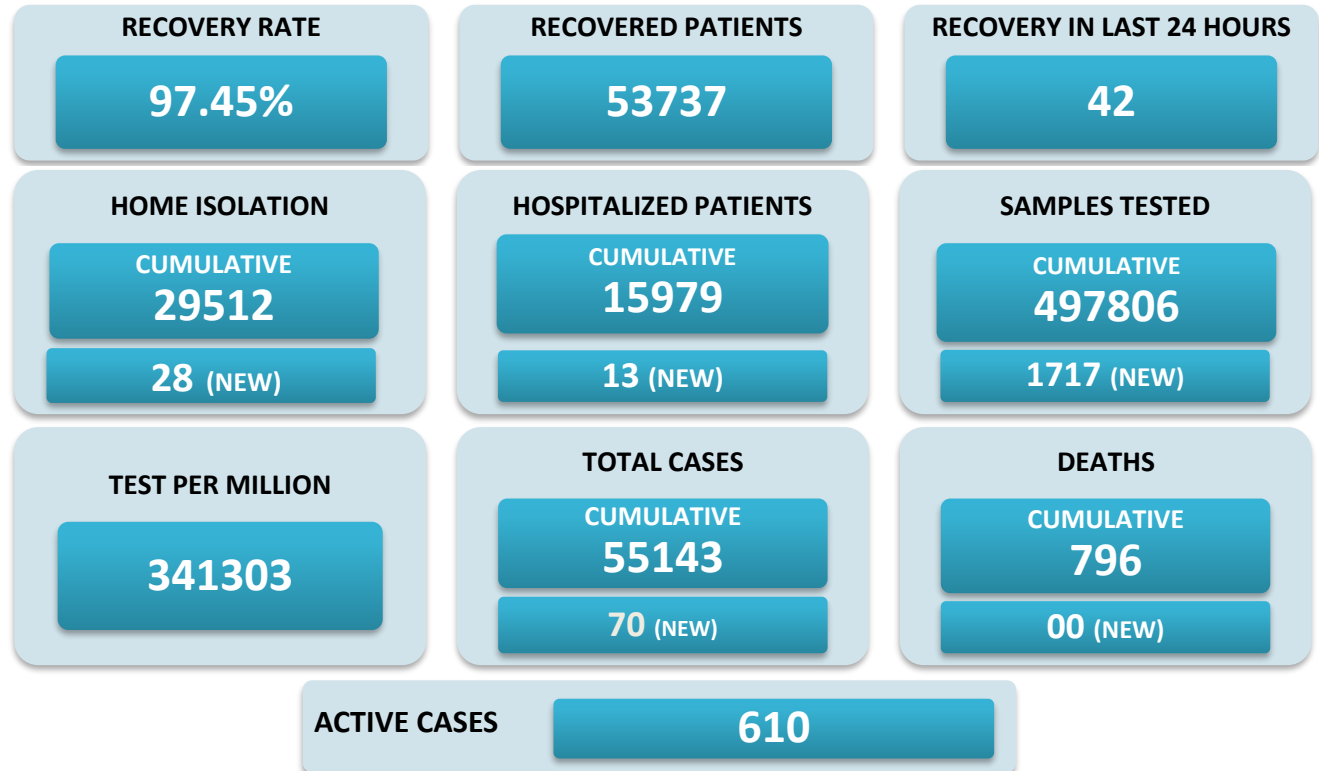 RECOVERY RATE
97.45%
RECOVERED PATIENTS
53737
RECOVERY IN LAST 24 HOURS
42
HOME ISOLATION
CUMULATIVE
29512
28 (NEW)
HOSPITALIZED PATIENTS
CUMULATIVE
15979
13 (NEW)
SAMPLES TESTED
CUMULATIVE
497806
1717 (NEW)
TEST PER MILLION
341303
TOTAL CASES
CUMULATIVE
55143
70 (NEW)
DEATHS
CUMULATIVE
796
00 (NEW)
ACTIVE CASES
610